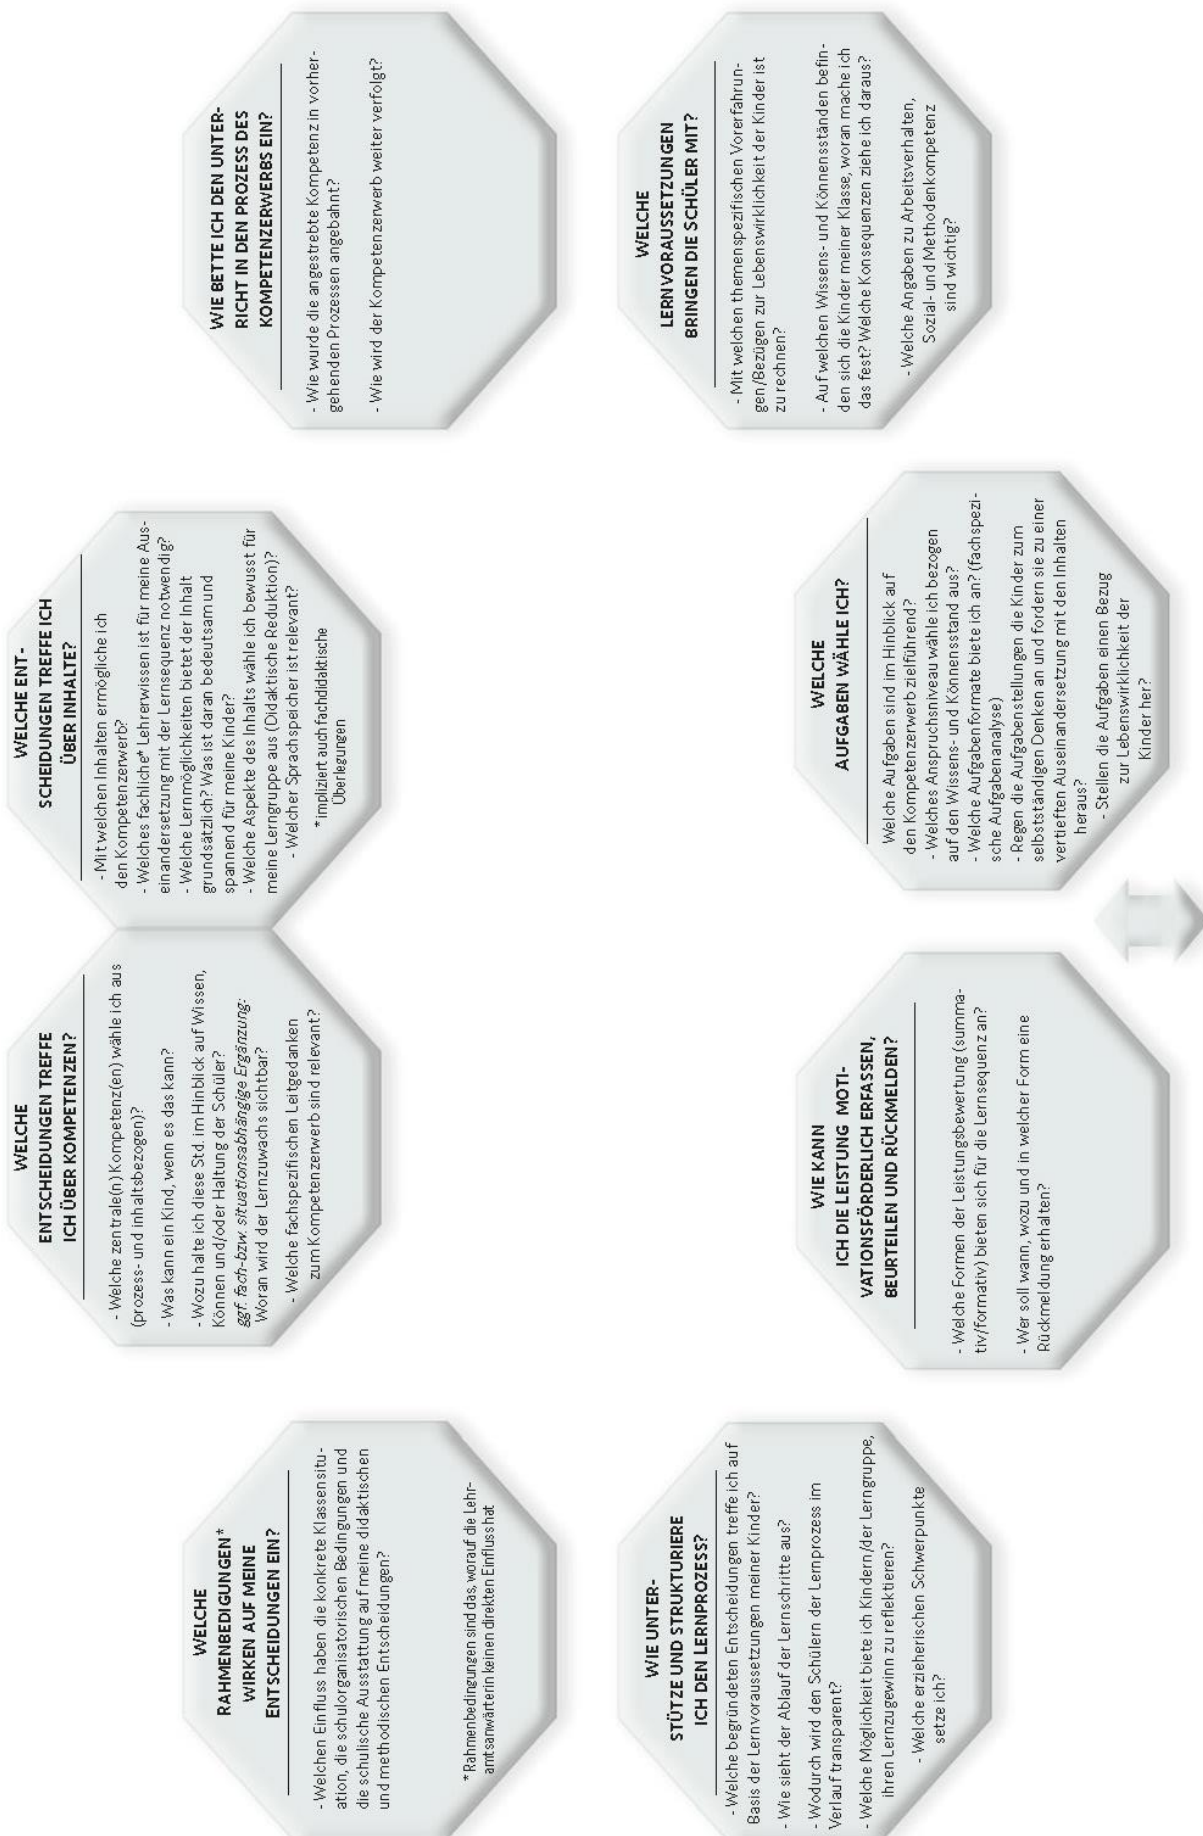 WELCHE
RAHMENBEDIGUNGEN*
WIRKEN AUF MEINE
ENTSCHEIDUNGEN EIN?
- Welchen Einfluss haben die konkrete Klassensitu-
ation, die schulorganisatorischen Bedingungen und
die schulische Ausstattung auf meine didaktischen
und methodischen Entscheidungen?
* Rahmenbedingungen sind das, worauf die Lehr-
amtsanwärterin keinen direkten Einfluss hat
WELCHE
ENTSCHEIDUNGEN TREFFE
ICH ÜBER KOMPETENZEN?
- Welche zentrale(n) Kompetenz(en) wähle ich aus
(prozess- und inhaltsbezogen)?
- Was kann ein Kind, wenn es das kann?
- Wozu halte ich diese Std. im Hinblick auf Wissen,
Können und/oder Haltung der Schüler?
ggf. fach-bzw. situationsabhängige Ergänzung:
Woran wird der Lernzuwachs sichtbar?
- Welche fachspezifischen Leitgedanken
zum Kompetenzerwerb sind relevant?
WELCHE ENT-
SCHEIDUNGEN TREFFE ICH
ÜBER INHALTE?
- Mit welchen Inhalten ermögliche ich
den Kompetenzerwerb?
- Welches fachliche* Lehrerwissen ist für meine Aus-
einandersetzung mit der Lernsequenz notwendig?
- Welche Lernmöglichkeiten bietet der Inhalt
grundsätzlich? Was ist daran bedeutsam und
spannend für meine Kinder?
- Welche Aspekte des Inhalts wähle ich bewusst für
meine Lerngruppe aus (Didaktische Reduktion)?
- Welcher Sprachspeicher ist relevant?
*impliziert auch fachdidaktische
Überlegungen
WIE BETTE ICH DEN UNTER-
RICHT IN DEN PROZESS DES
KOMPETENZERWERBS EIN?
- Wie wurde die angestrebte Kompetenz in vorher-
gehenden Prozessen angebahnt?
- Wie wird der Kompetenzerwerb weiter verfolgt?
WIE UNTER-
STÜTZE UND STRUKTURIERE
ICH DEN LERNPROZESS?
- Welche begründeten Entscheidungen treffe ich auf
Basis der Lernvoraussetzungen meiner Kinder?
- Wie sieht der Ablauf der Lernschritte aus?
- Wodurch wird den Schülern der Lernprozess im
Verlauf transparent?
- Welche Möglichkeit biete ich Kindern/der Lerngruppe,
ihren Lernzugewinn zu reflektieren?
- Welche erzieherischen Schwerpunkte
setze ich?
WIE KANN
ICH DIE LEISTUNG MOTI-
VATIONSFÖRDERLICH ERFASSEN,
BEURTEILEN UND RÜCKMELDEN?
- Welche Formen der Leistungsbewertung (summa-
tiv/formativ) bieten sich für die Lernsequenz an?
- Wer soll wann, wozu und in welcher Form eine
Rückmeldung erhalten?
WELCHE
AUFGABEN WÄHLE ICH?
Welche Aufgaben sind im Hinblick auf
den Kompetenzerwerb zielführend?
- Welches Anspruchsniveau wähle ich bezogen
auf den Wissens- und Könnensstand aus?
- Welche Aufgabenformate biete ich an? (fachspezi-
sche Aufgabenanalyse)
- Regen die Aufgabenstellungen die Kinder zum
selbstständigen Denken an und fordern sie zu einer
vertieften Auseinandersetzung mit den Inhalten
heraus?
- Stellen die Aufgaben einen Bezug
zur Lebenswirklichkeit der
Kinder her?
WELCHE
LERNVORAUSSETZUNGEN
BRINGEN DIE SCHÜLER MIT?
- Mit welchen themenspezifischen Vorerfahrun-
gen/Bezügen zur Lebenswirklichkeit der Kinder ist
zu rechnen?
- Auf welchen Wissens- und Könnensständen befin-
den sich die Kinder meiner Klasse, woran mache ich
das fest? Welche Konsequenzen ziehe ich daraus?
- Welche Angaben zu Arbeitsverhalten,
Sozial- und Methodenkompetenz
sind wichtig?